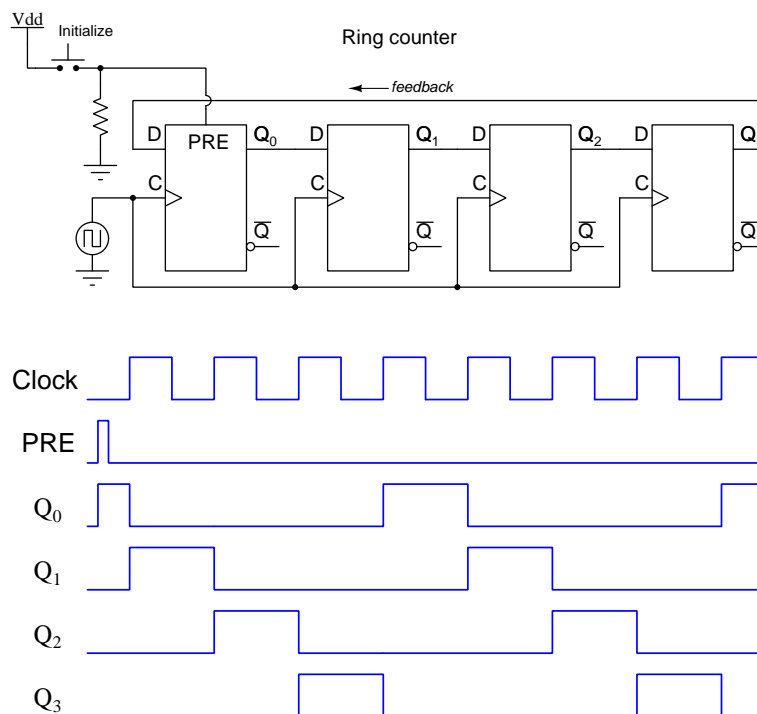 Vdd
Initialize
Ring counter
feedback
D PRE Q0 D Q1 D Q2 D Q
C C C C
Q Q Q Q
Clock
PRE
Q0
Q1
Q2
Q3